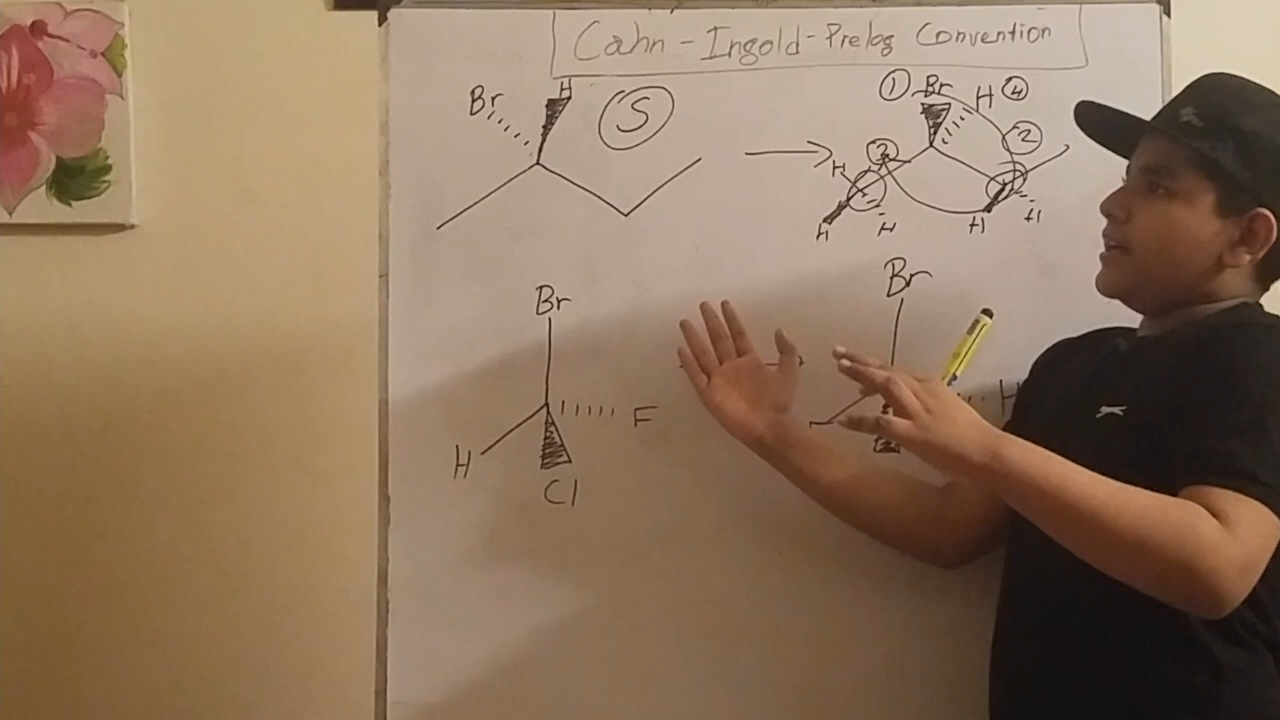 Cahn-Ingold-Prelog Convention
Br H S
① Br H ④
②
③
H
H H H H
Br
H F
Cl
Br
H